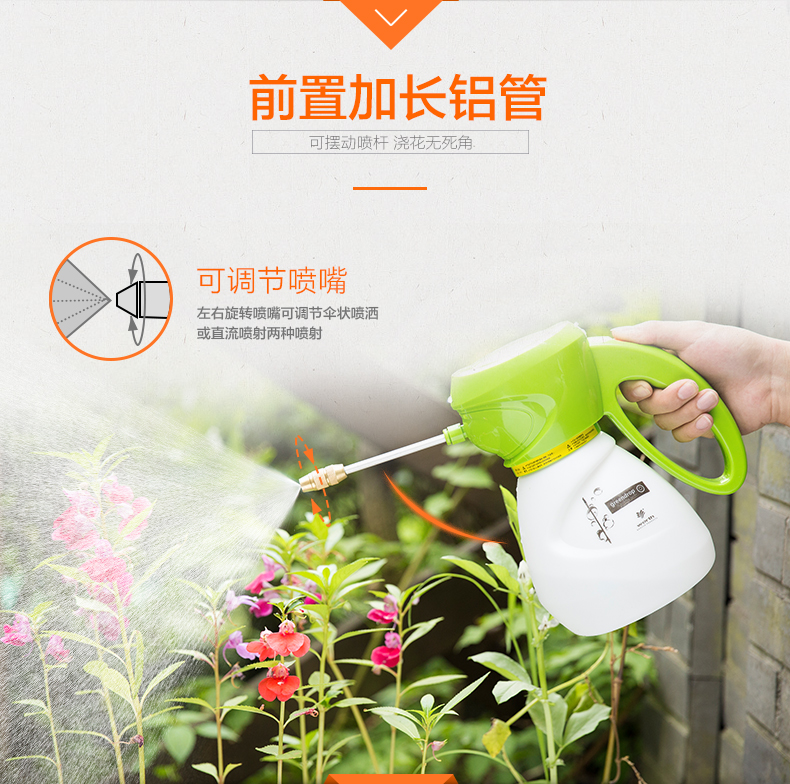 前置加长铝管
可摆动喷杆 浇花无死角
可调节喷嘴
左右旋转喷嘴可调节伞状喷洒
或直流喷射两种喷射
greendrop